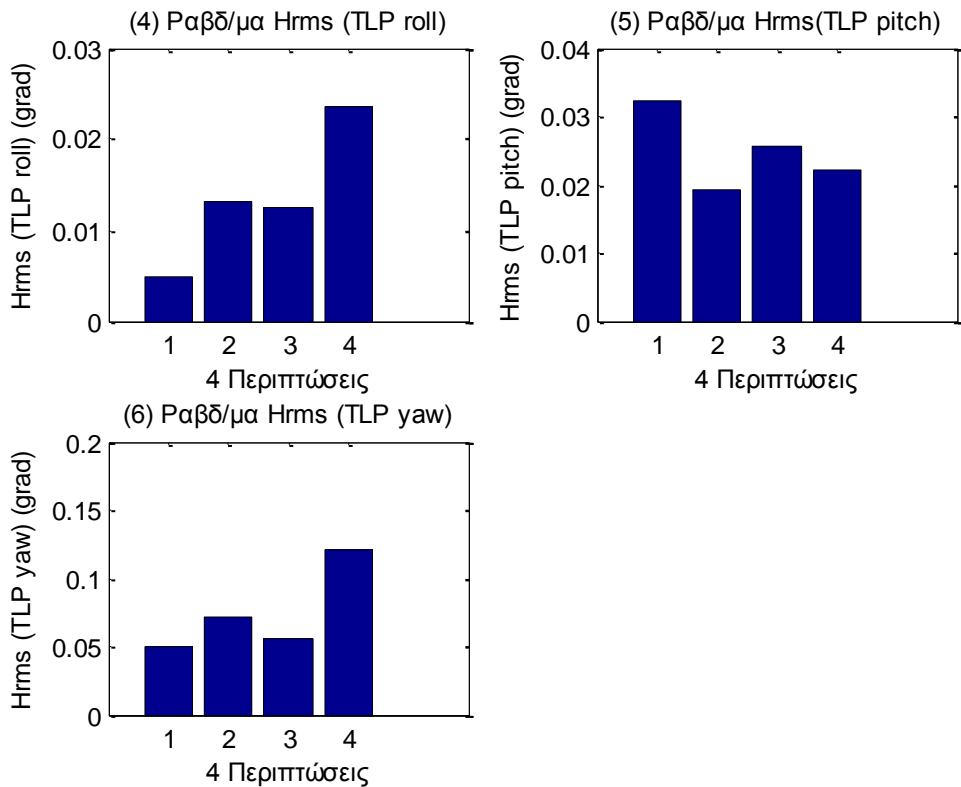 (4) Ραβδ/μα Hrms (TLP roll)
Hrms (TLP roll) (grad)
0.03
0.02
0.01
0
1 2 3 4
4 Περιπτώσεις
(5) Ραβδ/μα Hrms(TLP pitch)
Hrms (TLP pitch) (grad)
0.04
0.03
0.02
0.01
0
1 2 3 4
4 Περιπτώσεις
(6) Ραβδ/μα Hrms (TLP yaw)
Hrms (TLP yaw) (grad)
0.2
0.15
0.1
0.05
0
1 2 3 4
4 Περιπτώσεις